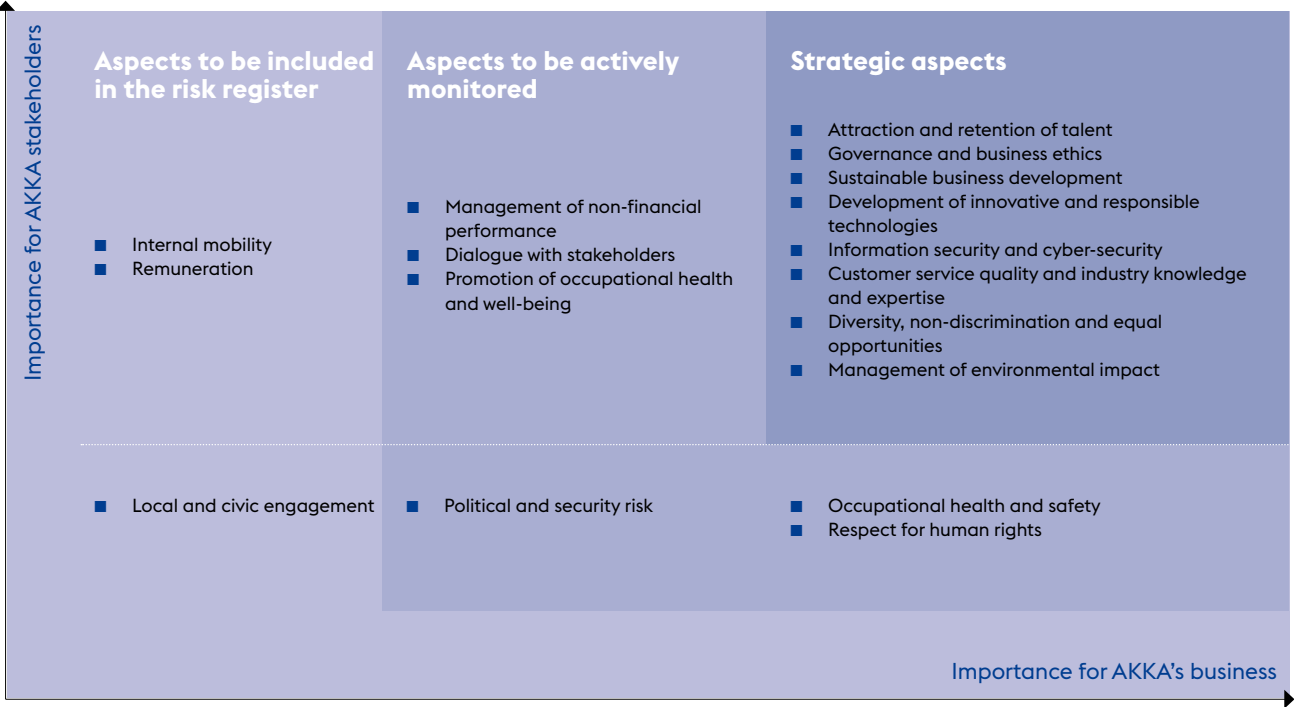 Importance for AKKA stakeholders
Aspects to be included
in the risk register
Internal mobility
Remuneration
Local and civic engagement
Aspects to be actively
monitored
Management of non-financial
performance
Dialogue with stakeholders
Promotion of occupational health
and well-being
Political and security risk
Strategic aspects
Attraction and retention of talent
Governance and business ethics
Sustainable business development
Development of innovative and responsible
technologies
Information security and cyber-security
Customer service quality and industry knowledge
and expertise
Diversity, non-discrimination and equal
opportunities
Management of environmental impact
Occupational health and safety
Respect for human rights
Importance for AKKA’s business